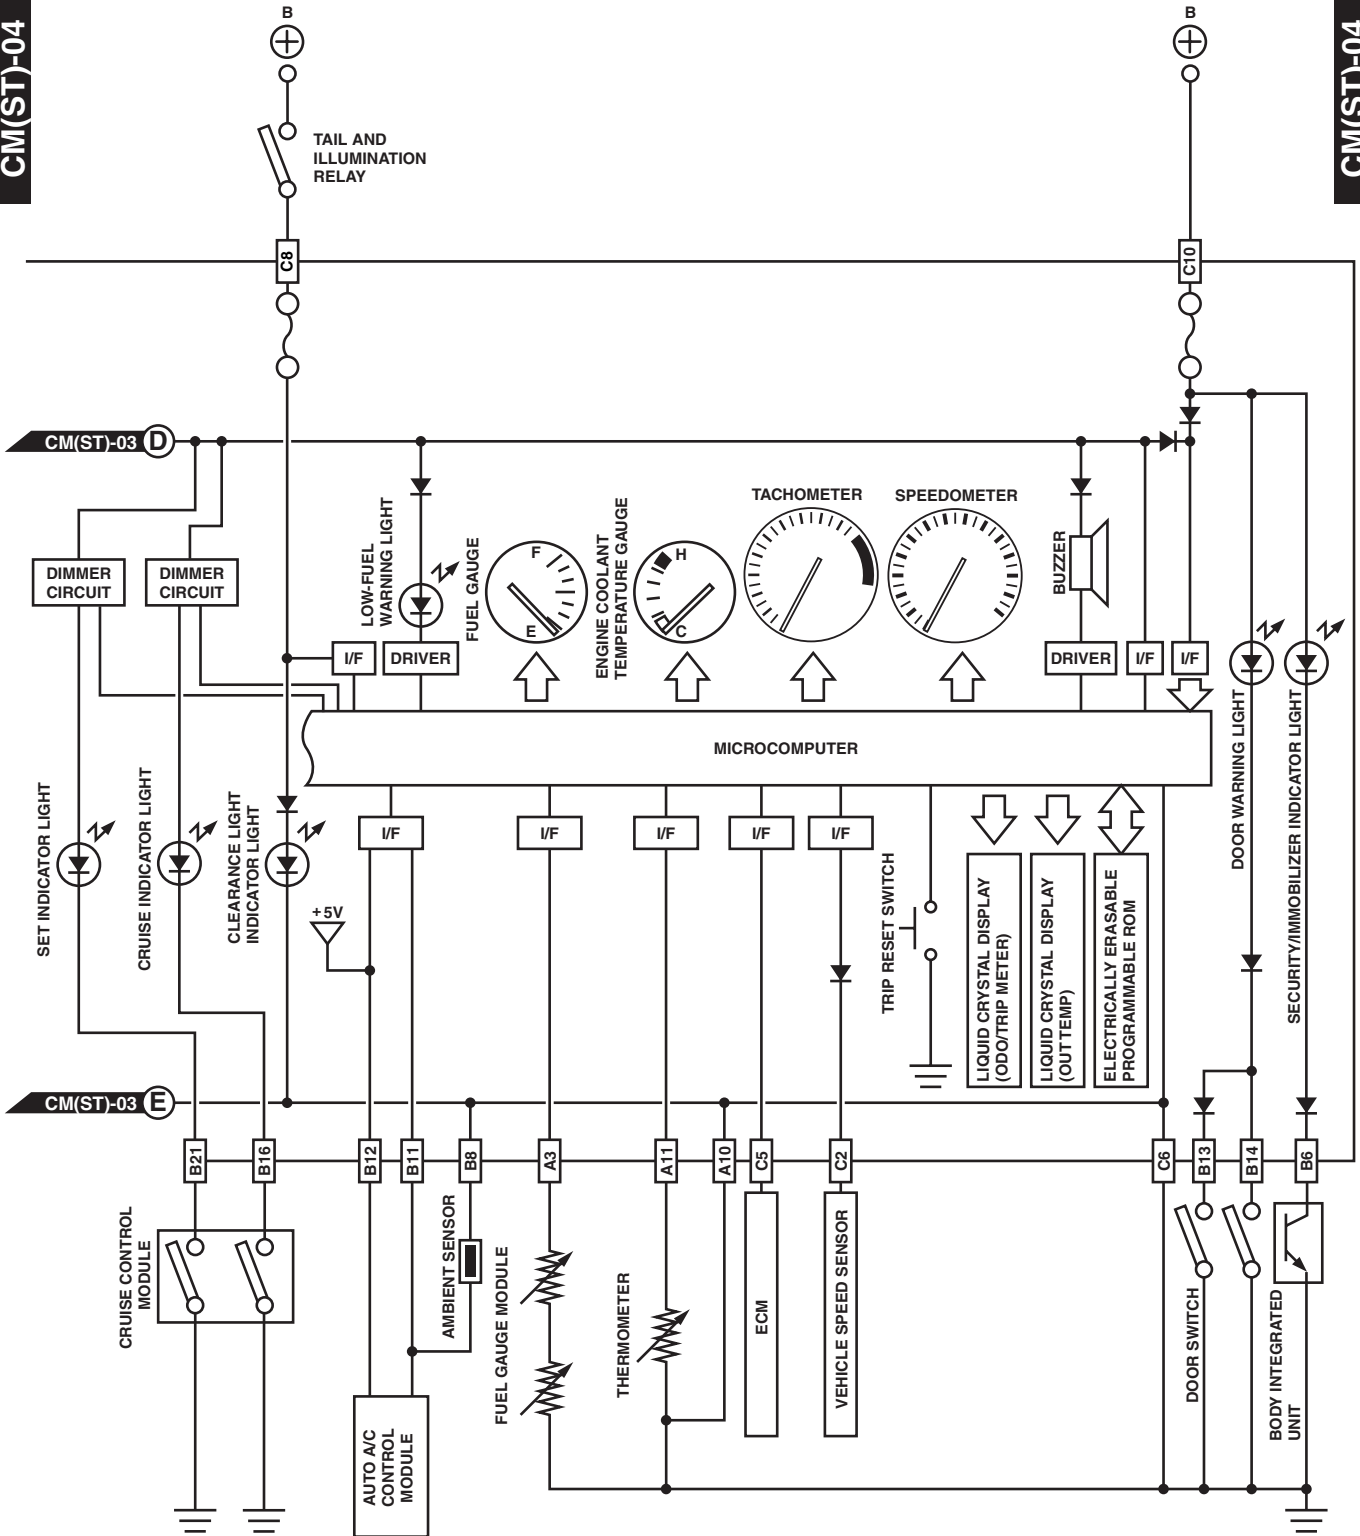 CM(ST)-04
CM(ST)-04
B
B
TAIL AND
ILLUMINATION
RELAY
C8
C10
CM(ST)-03 D
TACHOMETER
SPEEDOMETER
LOW-FUEL
WARNING LIGHT
FUEL GAUGE
F
E
ENGINE COOLANT
TEMPERATURE GAUGE
H
C
BUZZER
DIMMER
CIRCUIT
DIMMER
CIRCUIT
I/F
DRIVER
DRIVER
I/F
I/F
MICROCOMPUTER
DOOR WARNING LIGHT
SECURITY/IMMOBILIZER INDICATOR LIGHT
SET INDICATOR LIGHT
CRUISE INDICATOR LIGHT
CLEARANCE LIGHT
INDICATOR LIGHT
I/F
I/F
I/F
I/F
I/F
+5V
TRIP RESET SWITCH
LIQUID CRYSTAL DISPLAY
(ODO/TRIP METER)
LIQUID CRYSTAL DISPLAY
(OUT TEMP)
ELECTRICALLY ERASABLE
PROGRAMMABLE ROM
CM(ST)-03 E
B21
B16
B12
B11
B8
A3
A11
A10
C5
C2
C6
B13
B14
B6
CRUISE CONTROL
MODULE
AMBIENT SENSOR
FUEL GAUGE MODULE
THERMOMETER
ECM
VEHICLE SPEED SENSOR
DOOR SWITCH
BODY INTEGRATED
UNIT
AUTO A/C
CONTROL
MODULE